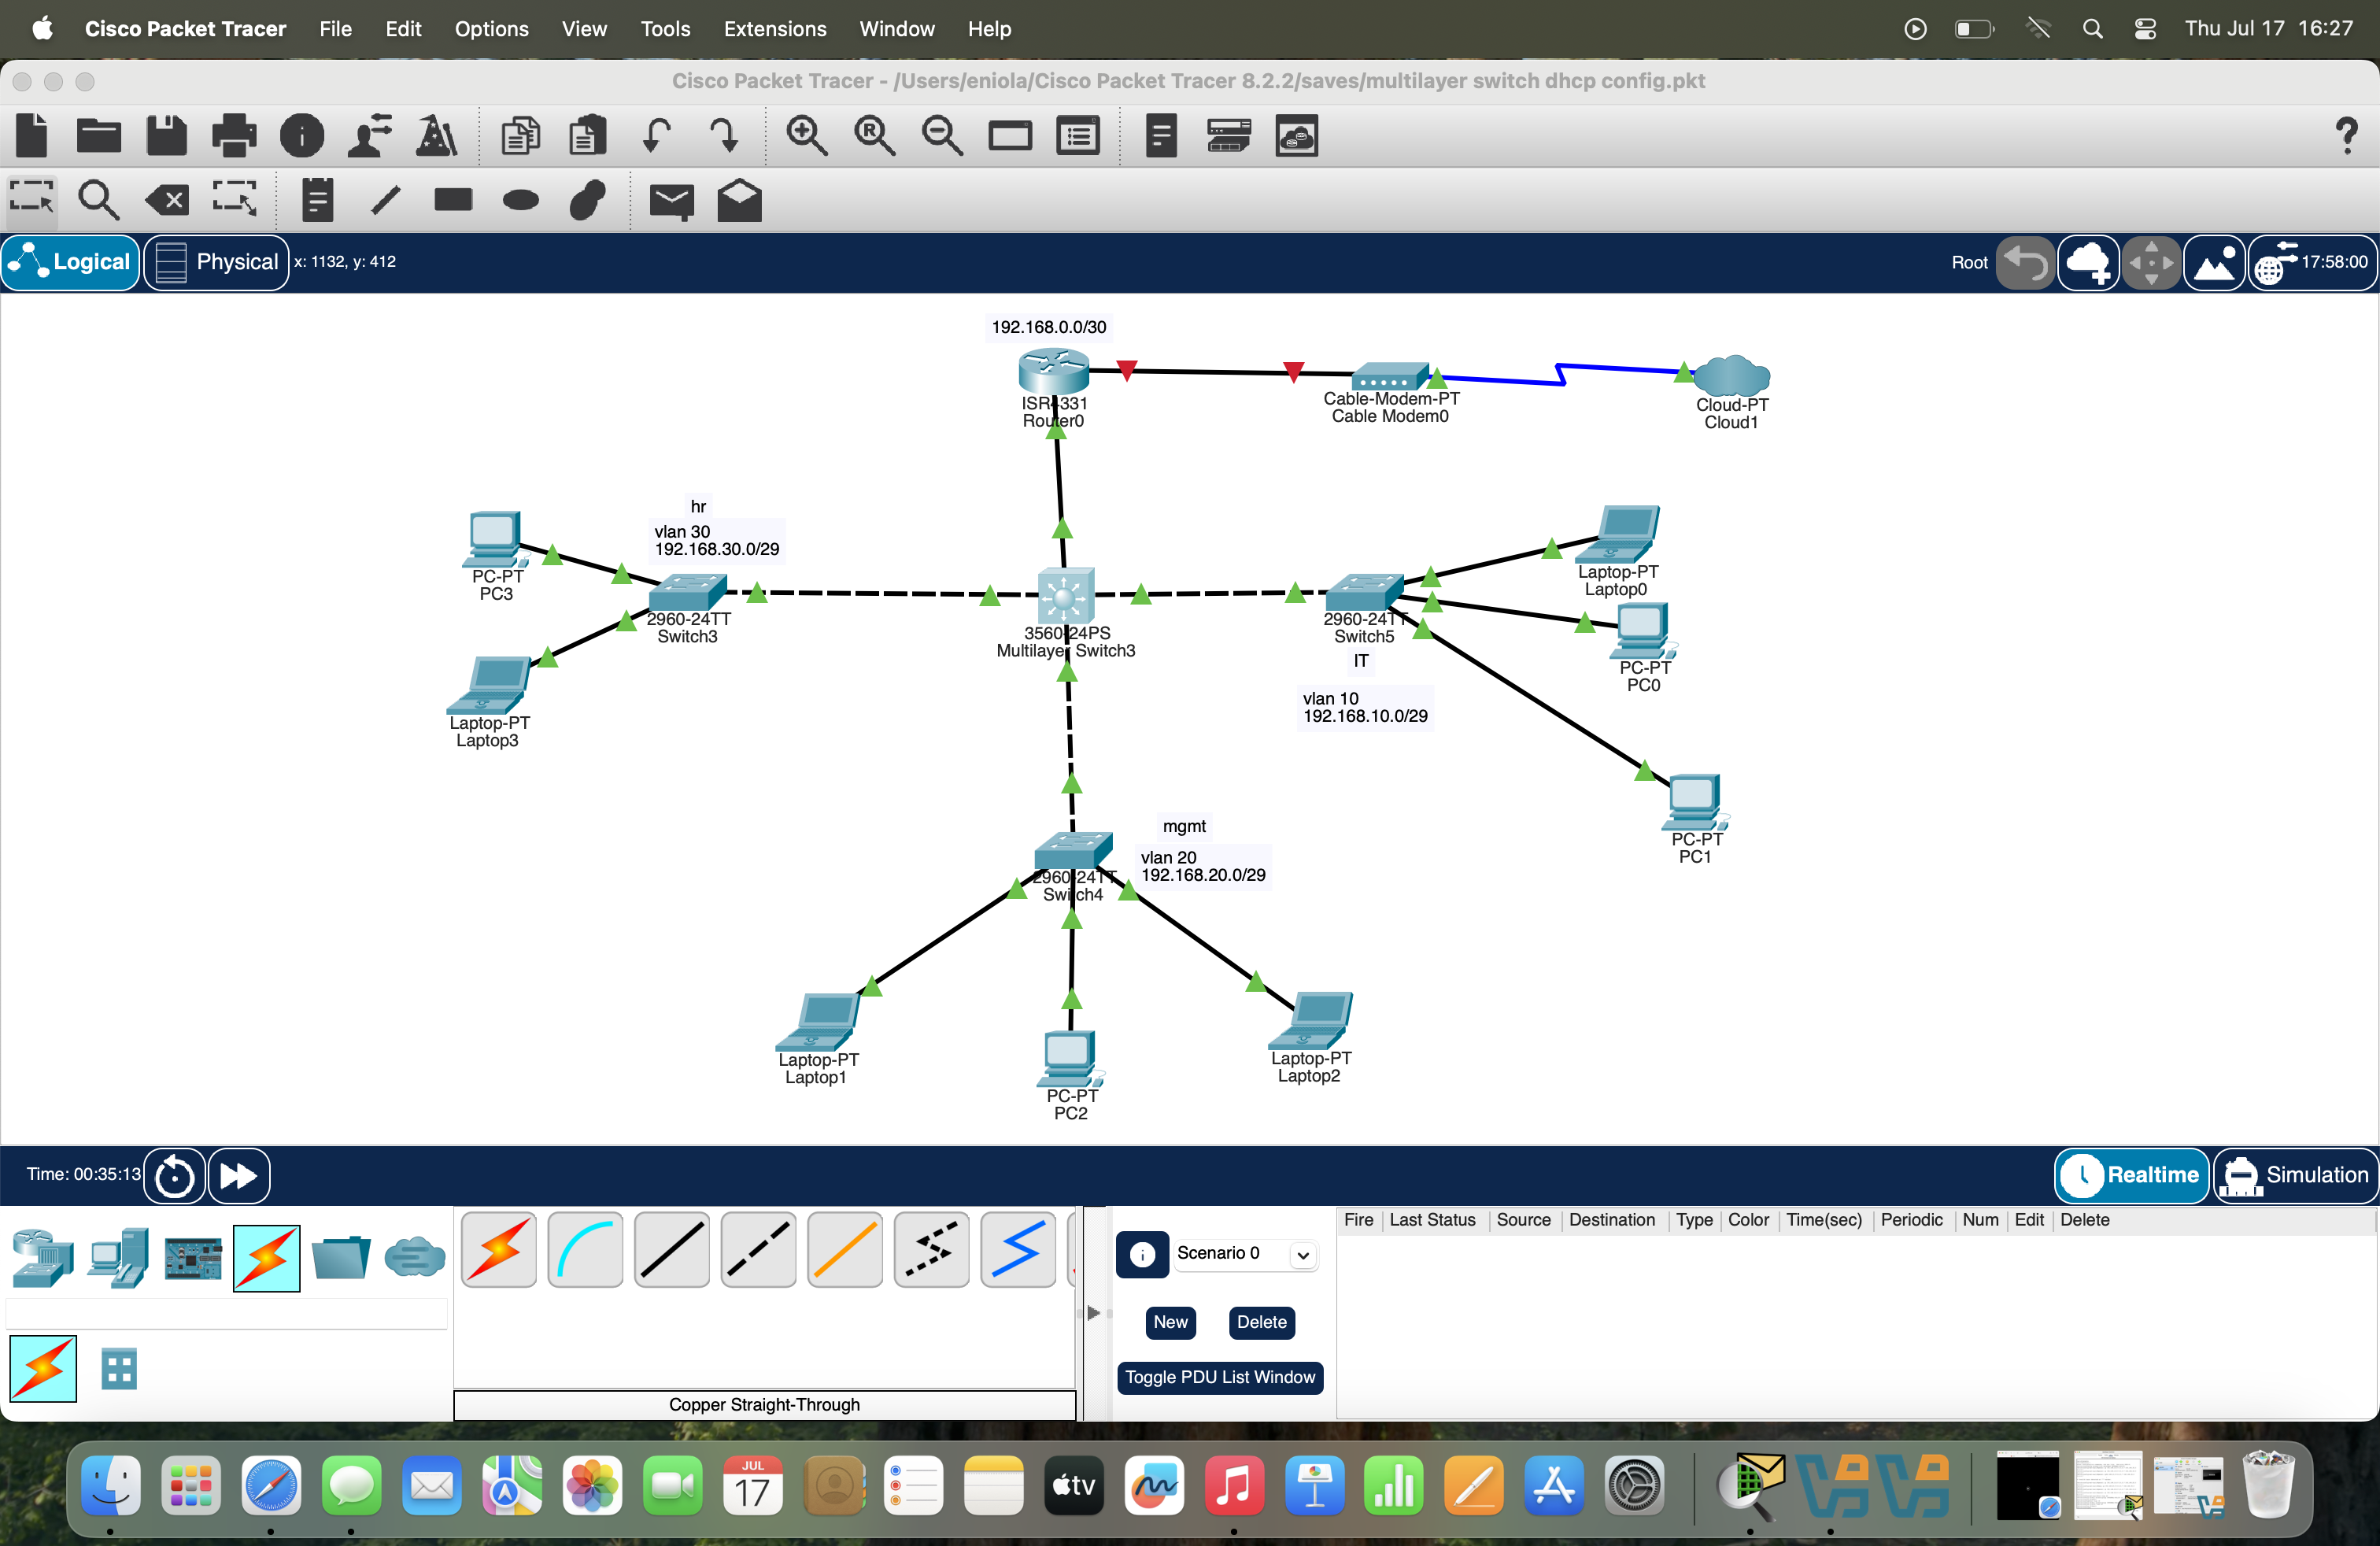 Cisco Packet Tracer File Edit Options View Tools Extensions Window Help Thu Jul 17 16:27
Cisco Packet Tracer - /Users/eniola/Cisco Packet Tracer 8.2.2/saves/multilayer switch dhcp config.pkt
Logical Physical x: 1132, y: 412 Root 17:58:00
192.168.0.0/30
ISR4331
Router0
Cable-Modem-PT
Cable Modem0
Cloud-PT
Cloud1
hr
vlan 30
192.168.30.0/29
PC-PT
PC3
2960-24TT
Switch3
Laptop-PT
Laptop3
3560-24PS
Multilayer Switch3
2960-24TT
Switch5
IT
vlan 10
192.168.10.0/29
Laptop-PT
Laptop0
PC-PT
PC0
PC-PT
PC1
mgmt
vlan 20
192.168.20.0/29
2960-24TT
Switch4
Laptop-PT
Laptop1
PC-PT
PC2
Laptop-PT
Laptop2
Time: 00:35:13 Realtime Simulation
Scenario 0
New Delete
Toggle PDU List Window
Fire Last Status Source Destination Type Color Time(sec) Periodic Num Edit Delete
Copper Straight-Through
JUL
17
tv